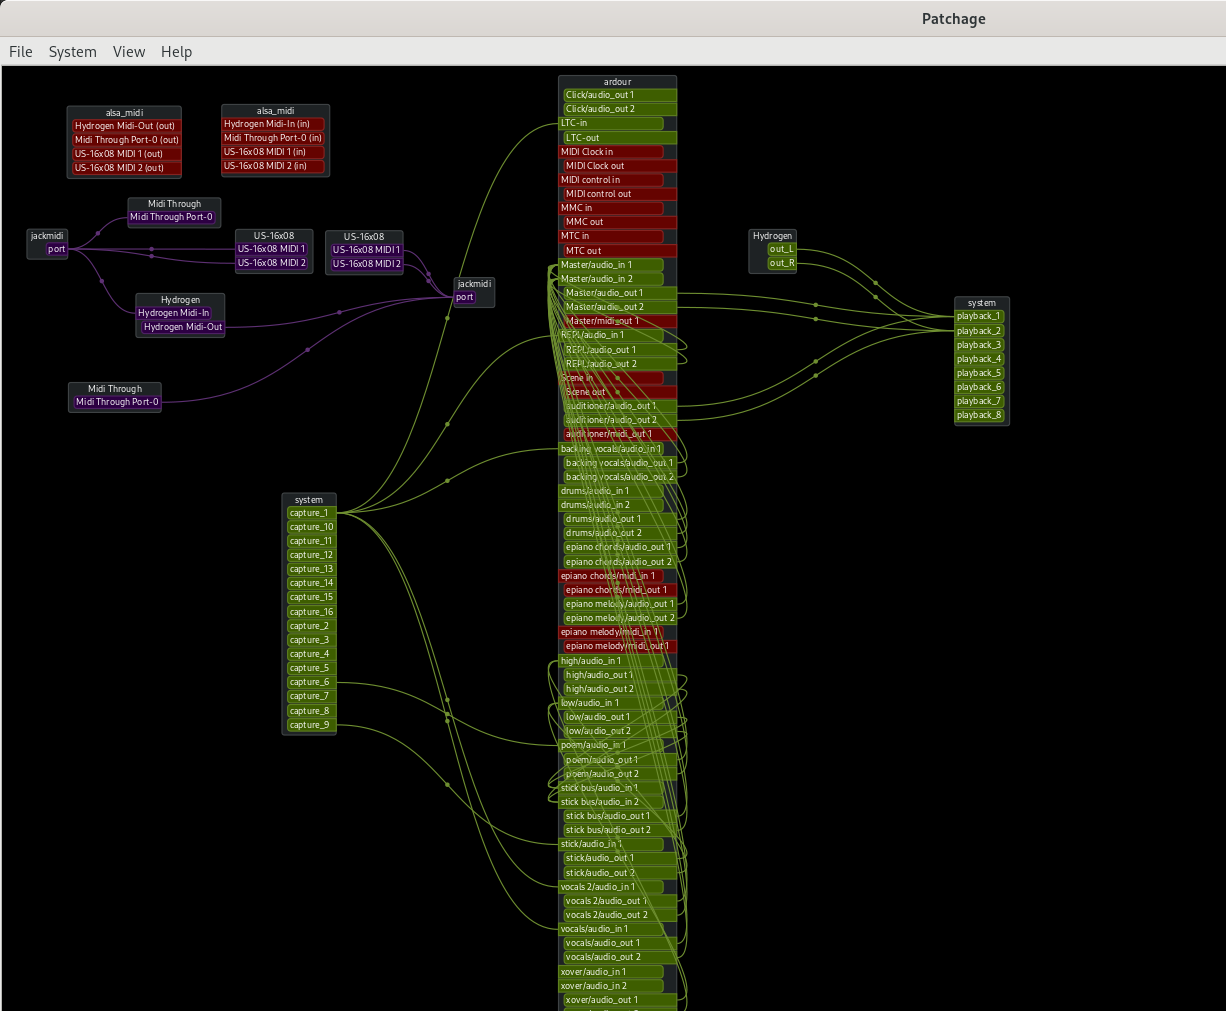 Patchage
File System View Help
alsa_midi
Hydrogen Midi-Out (out)
Midi Through Port-0 (out)
US-16x08 MIDI 1 (out)
US-16x08 MIDI 2 (out)
alsa_midi
Hydrogen Midi-In (in)
Midi Through Port-0 (in)
US-16x08 MIDI 1 (in)
US-16x08 MIDI 2 (in)
Midi Through
Midi Through Port-0
jackmidi
port
US-16x08
US-16x08 MIDI 1
US-16x08 MIDI 2
US-16x08
US-16x08 MIDI 1
US-16x08 MIDI 2
jackmidi
port
Hydrogen
Hydrogen Midi-In
Hydrogen Midi-Out
Midi Through
Midi Through Port-0
system
capture_1
capture_10
capture_11
capture_12
capture_13
capture_14
capture_15
capture_16
capture_2
capture_3
capture_4
capture_5
capture_6
capture_7
capture_8
capture_9
ardour
Click/audio_out 1
Click/audio_out 2
LTC-in
LTC-out
MIDI Clock in
MIDI Clock out
MIDI control in
MIDI control out
MMC in
MMC out
MTC in
MTC out
Master/audio_in 1
Master/audio_in 2
Master/audio_out 1
Master/audio_out 2
Master/midi_out 1
REPL/audio_in 1
REPL/audio_out 1
REPL/audio_out 2
Scene in
Scene out
auditioner/audio_out 1
auditioner/audio_out 2
auditioner/midi_out 1
backing vocals/audio_in 1
backing vocals/audio_out 1
backing vocals/audio_out 2
drums/audio_in 1
drums/audio_in 2
drums/audio_out 1
drums/audio_out 2
epiano chords/audio_out 1
epiano chords/audio_out 2
epiano chords/midi_in 1
epiano chords/midi_out 1
epiano melody/audio_out 1
epiano melody/audio_out 2
epiano melody/midi_in 1
epiano melody/midi_out 1
high/audio_in 1
high/audio_out 1
high/audio_out 2
low/audio_in 1
low/audio_out 1
low/audio_out 2
poem/audio_in 1
poem/audio_out 1
poem/audio_out 2
stick bus/audio_in 1
stick bus/audio_in 2
stick bus/audio_out 1
stick bus/audio_out 2
stick/audio_in 1
stick/audio_out 1
stick/audio_out 2
vocals 2/audio_in 1
vocals 2/audio_out 1
vocals 2/audio_out 2
vocals/audio_in 1
vocals/audio_out 1
vocals/audio_out 2
xover/audio_in 1
xover/audio_in 2
xover/audio_out 1
Hydrogen
out_L
out_R
system
playback_1
playback_2
playback_3
playback_4
playback_5
playback_6
playback_7
playback_8